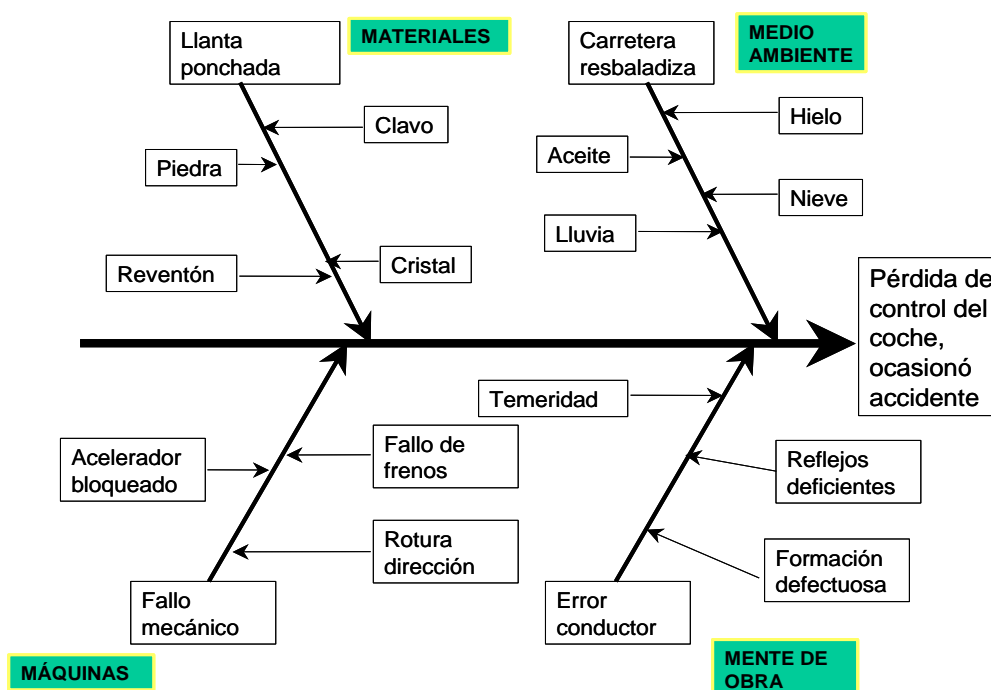 Llanta
ponchada
MATERIALES
Carretera
resbaladiza
MEDIO
AMBIENTE
Clavo
Piedra
Reventón
Cristal
Hielo
Aceite
Nieve
Lluvia
Pérdida de
control del
coche,
ocasionó
accidente
Temeridad
Acelerador
bloqueado
Fallo de
frenos
Reflejos
deficientes
Rotura
dirección
Formación
defectuosa
Fallo
mecánico
Error
conductor
MÁQUINAS
MENTE DE
OBRA